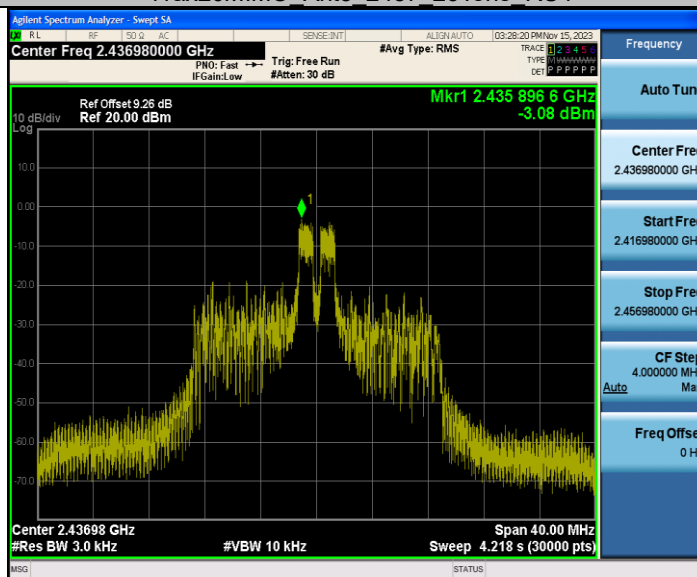 Agilent Spectrum Analyzer - Swept SA
RL RF 50 Ω AC SENSE:INT ALIGNAUTO 03:28:20 PM Nov 15, 2023
Center Freq 2.436980000 GHz
PNO: Fast
IFGain:Low
Trig: Free Run
#Atten: 30 dB
#Avg Type: RMS
TRACE 1 2 3 4 5 6
TYPE M W W W W W
DET P P P P P P
Frequency
Ref Offset 9.26 dB
Ref 20.00 dBm
10 dB/div
Log
Mkr1 2.435 896 6 GHz
-3.08 dBm
10.0
0.00
-10.0
-20.0
-30.0
-40.0
-50.0
-60.0
-70.0
1
Center 2.43698 GHz
Span 40.00 MHz
#Res BW 3.0 kHz
#VBW 10 kHz
Sweep 4.218 s (30000 pts)
MSG
STATUS
Auto Tun
Center Fre
2.436980000 GH
Start Fre
2.416980000 GH
Stop Fre
2.456980000 GH
CF Step
4.000000 MH
Auto Ma
Freq Offse
0 H